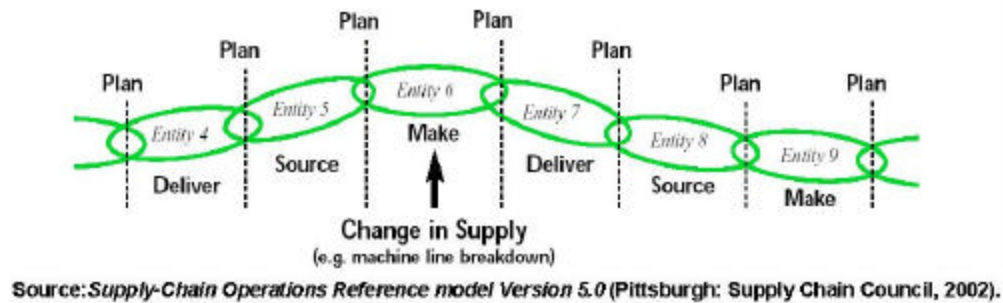 Plan
Plan
Plan
Plan
Plan
Plan
Plan
Entity 4
Entity 5
Entity 6
Entity 7
Entity 8
Entity 9
Deliver
Source
Make
Deliver
Source
Make
Change in Supply
(e.g. machine line breakdown)
Source:Supply-Chain Operations Reference model Version 5.0 (Pittsburgh: Supply Chain Council, 2002).